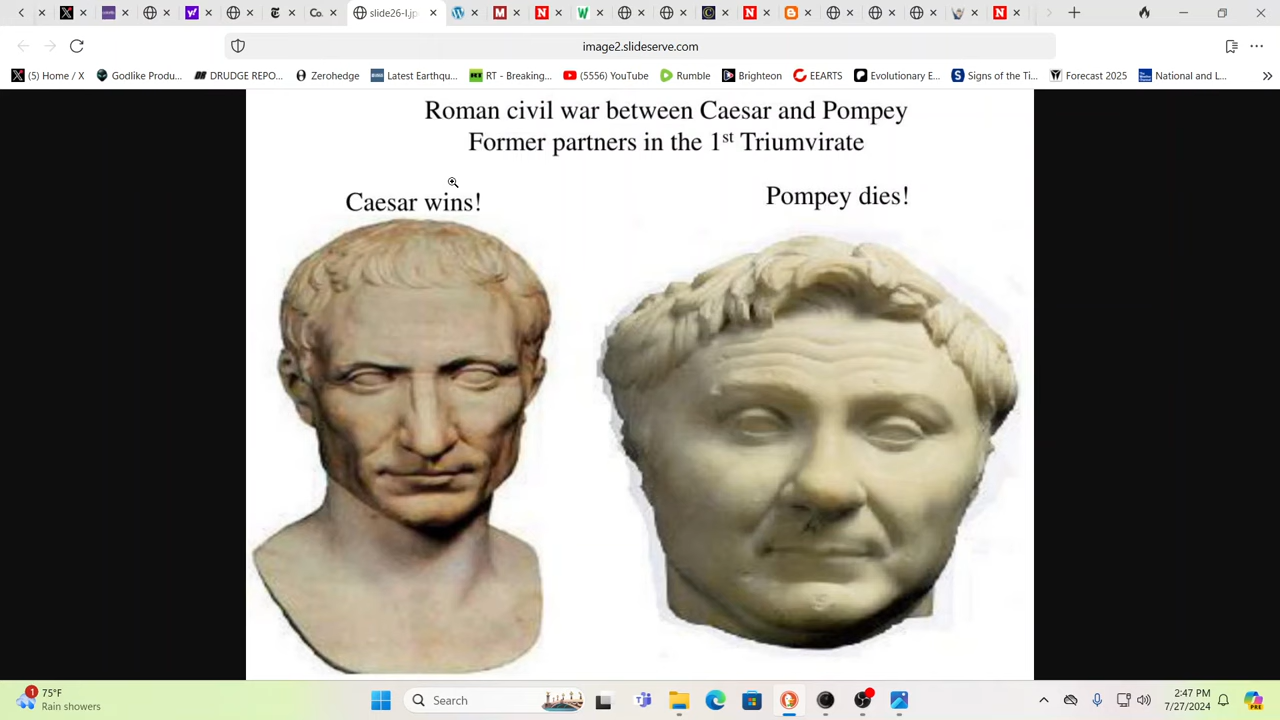 slide26-l.jp
Co.
image2.slideserve.com
(5) Home / X
Godlike Produ...
DRUDGE REPO...
Zerohedge
Latest Earthqu...
RT - Breaking...
(5556) YouTube
Rumble
Brighteon
EEARTS
Evolutionary E...
Signs of the Ti...
Forecast 2025
National and L...
Roman civil war between Caesar and Pompey
Former partners in the 1st Triumvirate
Caesar wins!
Pompey dies!
1
75°F
Rain showers
Search
2:47 PM
7/27/2024
PRE